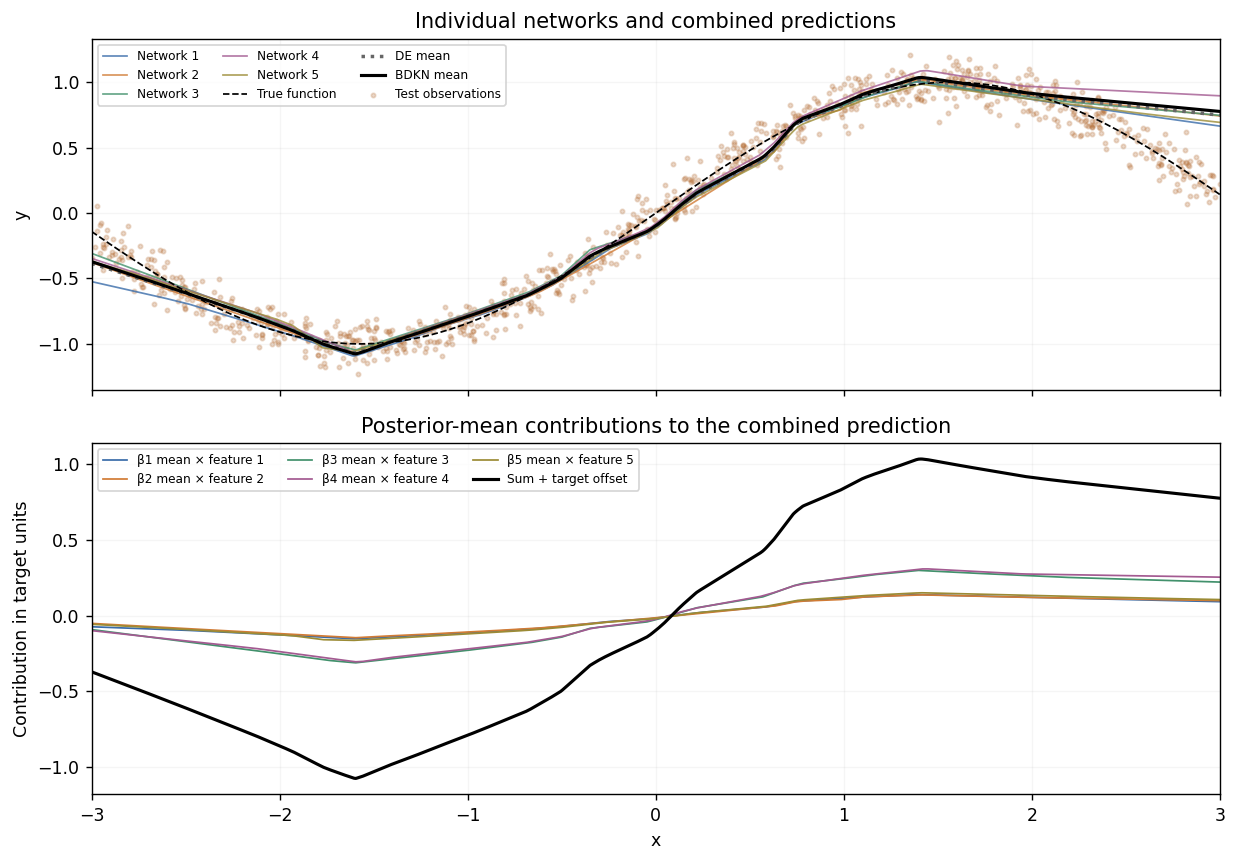 Individual networks and combined predictions
Network 1 Network 4 DE mean
Network 2 Network 5 BDKN mean
Network 3 True function Test observations
1.0
0.5
0.0
−0.5
−1.0
y
Posterior-mean contributions to the combined prediction
β1 mean × feature 1 β3 mean × feature 3 β5 mean × feature 5
β2 mean × feature 2 β4 mean × feature 4 Sum + target offset
1.0
0.5
0.0
−0.5
−1.0
Contribution in target units
−3 −2 −1 0 1 2 3
x